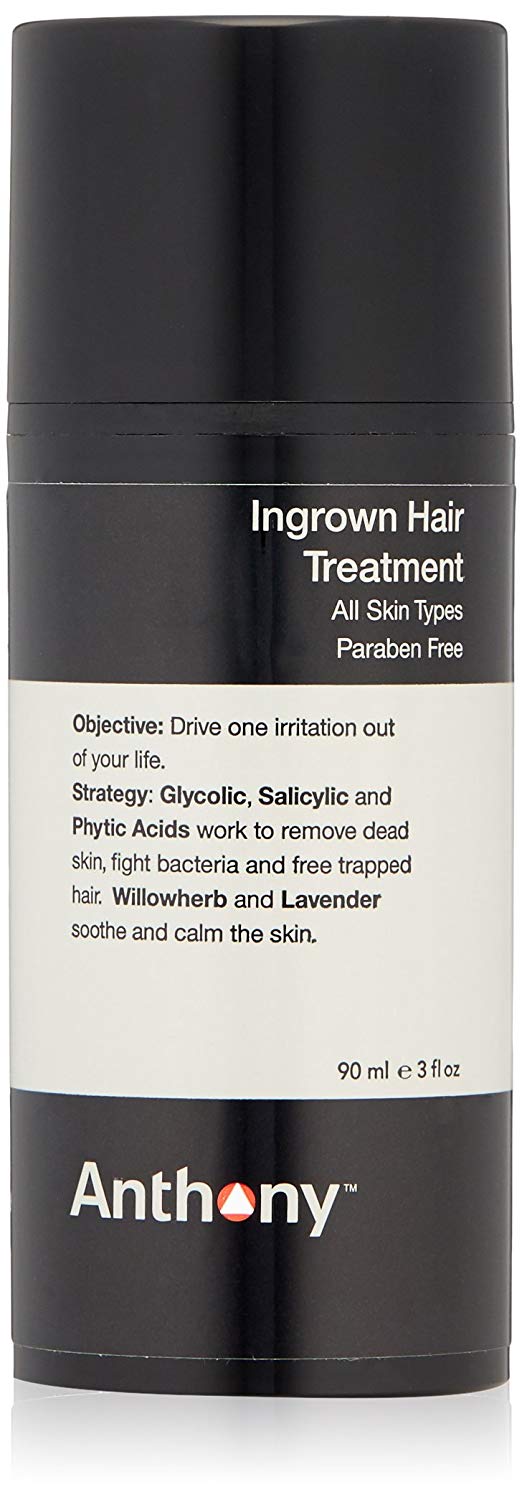 Ingrown Hair
Treatment
All Skin Types
Paraben Free
Objective: Drive one irritation out
of your life.
Strategy: Glycolic, Salicylic and
Phytic Acids work to remove dead
skin, fight bacteria and free trapped
hair. Willowherb and Lavender
soothe and calm the skin.
90 ml ℮ 3 fl oz
Anthony™